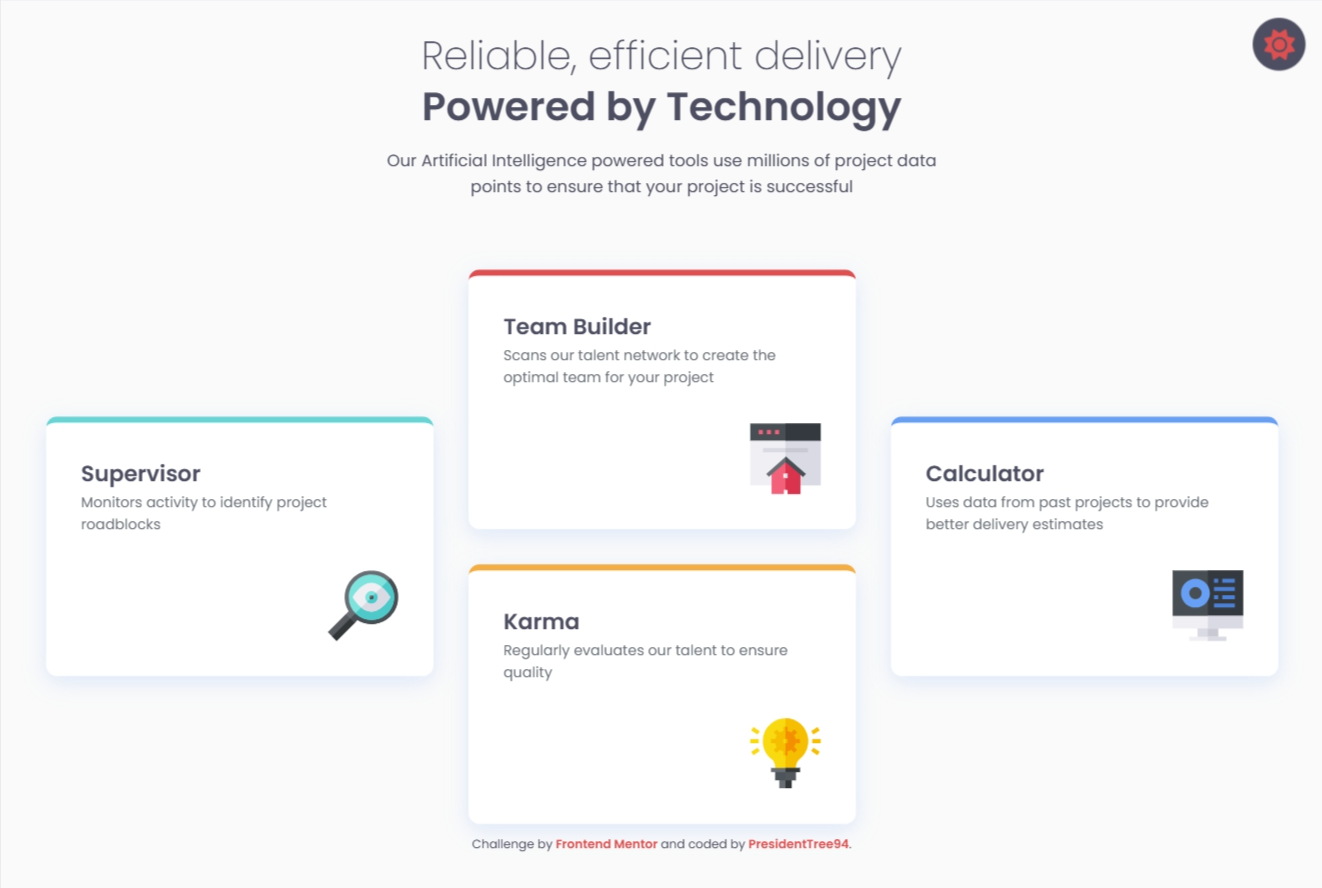 Reliable, efficient delivery
Powered by Technology
Our Artificial Intelligence powered tools use millions of project data
points to ensure that your project is successful
Team Builder
Scans our talent network to create the
optimal team for your project
Supervisor
Monitors activity to identify project
roadblocks
Calculator
Uses data from past projects to provide
better delivery estimates
Karma
Regularly evaluates our talent to ensure
quality
Challenge by Frontend Mentor and coded by PresidentTree94.